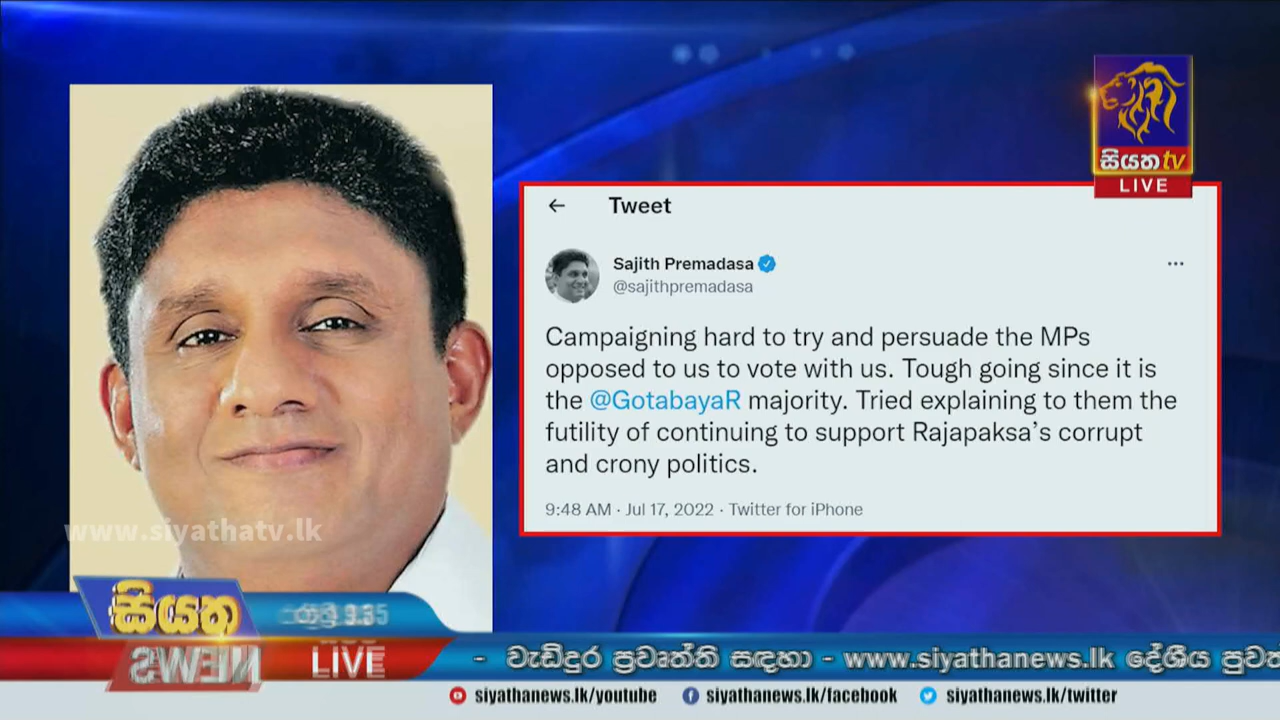 සියත tv
LIVE
Tweet
Sajith Premadasa
@sajithpremadasa
Campaigning hard to try and persuade the MPs
opposed to us to vote with us. Tough going since it is
the @GotabayaR majority. Tried explaining to them the
futility of continuing to support Rajapaksa's corrupt
and crony politics.
9:48 AM · Jul 17, 2022 · Twitter for iPhone
www.siyathatv.lk
සියත
NEWS LIVE
- වැඩිදුර ප්‍රවෘත්ති සඳහා - www.siyathanews.lk දේශීය පුවත්
siyathanews.lk/youtube siyathanews.lk/facebook siyathanews.lk/twitter